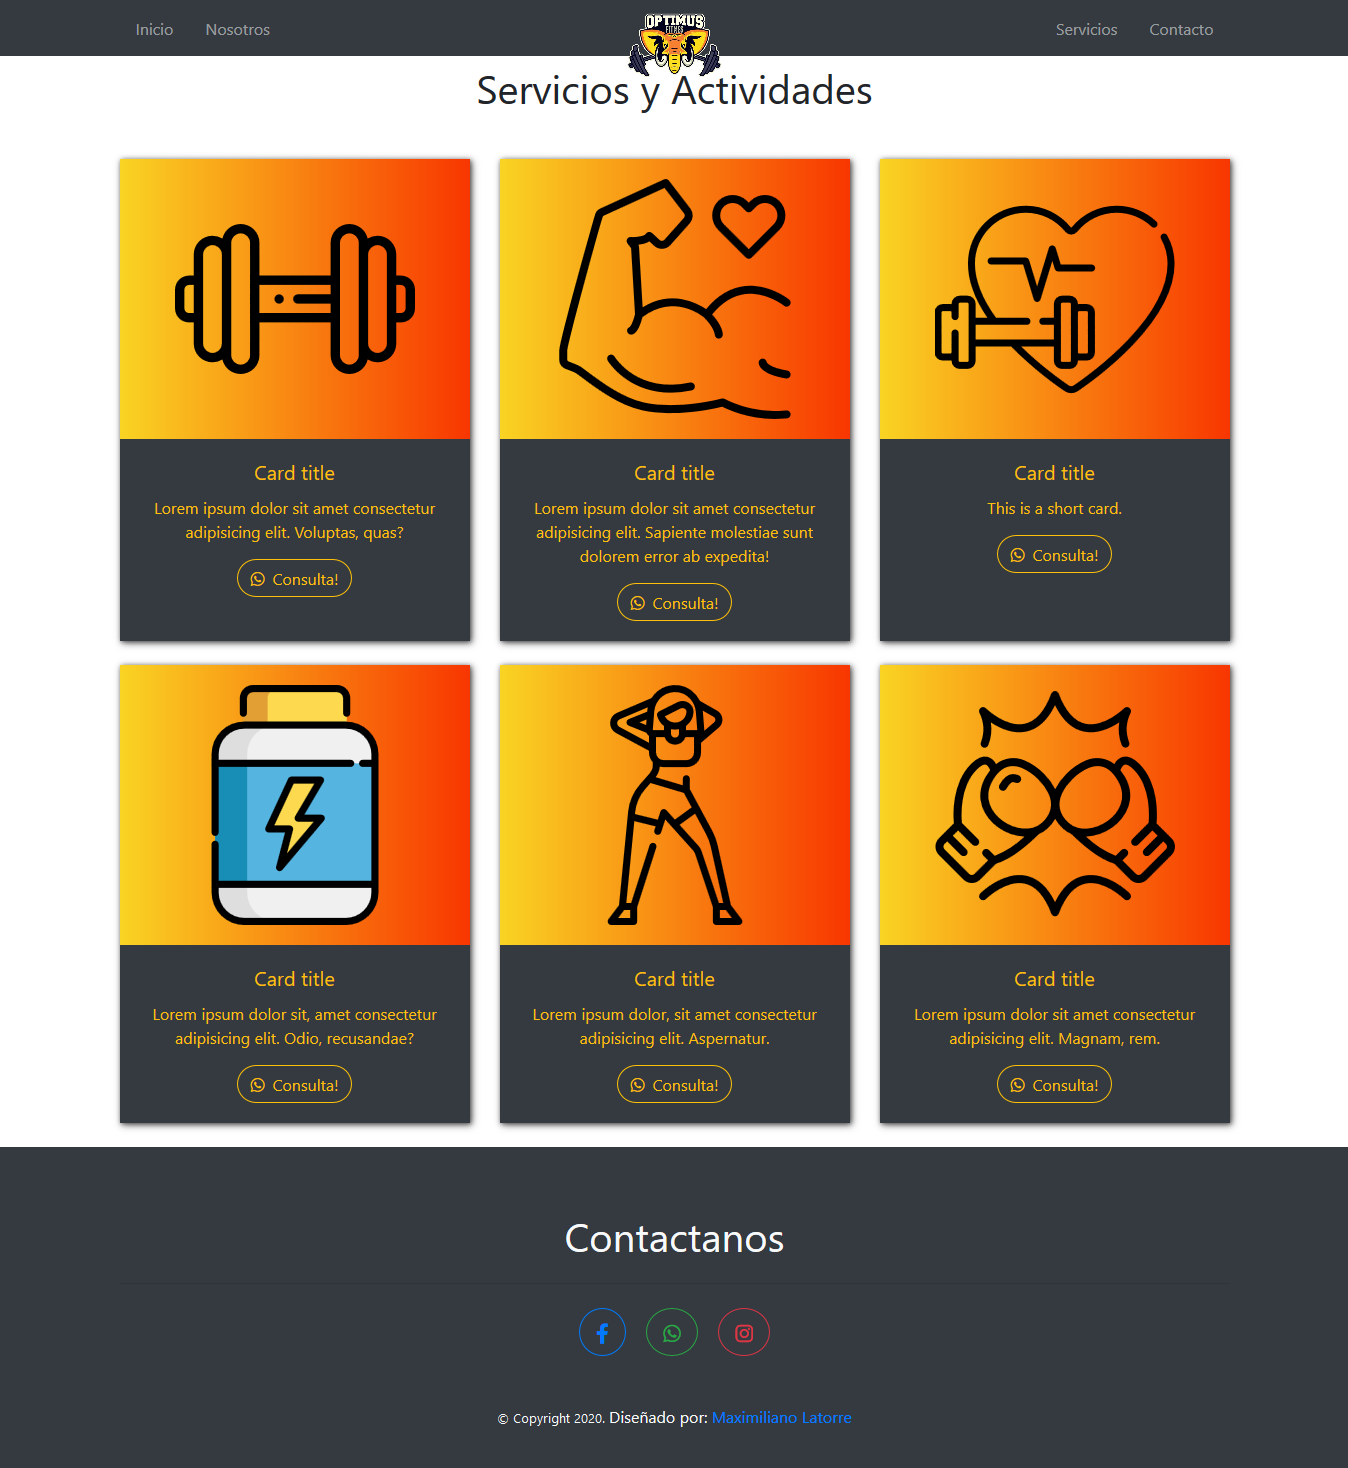 Inicio
Nosotros
OPTIMUS
FITNES
Servicios
Contacto
Servicios y Actividades
Card title
Lorem ipsum dolor sit amet consectetur
adipisicing elit. Voluptas, quas?
Consulta!
Card title
Lorem ipsum dolor sit amet consectetur
adipisicing elit. Sapiente molestiae sunt
dolorem error ab expedita!
Consulta!
Card title
This is a short card.
Consulta!
Card title
Lorem ipsum dolor sit, amet consectetur
adipisicing elit. Odio, recusandae?
Consulta!
Card title
Lorem ipsum dolor, sit amet consectetur
adipisicing elit. Aspernatur.
Consulta!
Card title
Lorem ipsum dolor sit amet consectetur
adipisicing elit. Magnam, rem.
Consulta!
Contactanos
© Copyright 2020. Diseñado por: Maximiliano Latorre